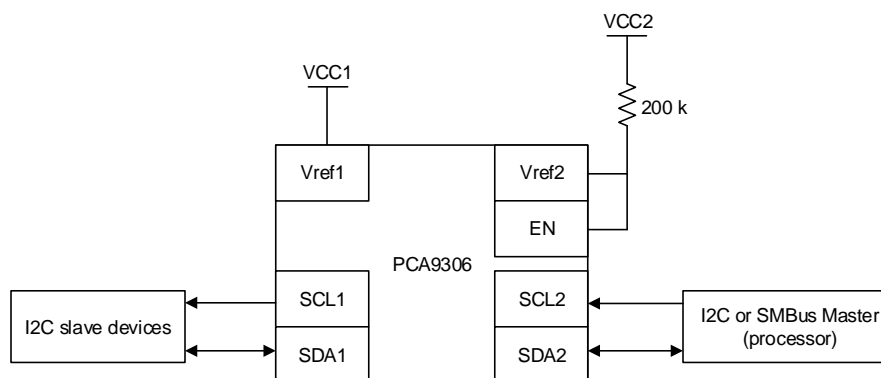 VCC2
VCC1
200 k
Vref1
Vref2
EN
PCA9306
SCL1
SCL2
I2C slave devices
I2C or SMBus Master
(processor)
SDA1
SDA2